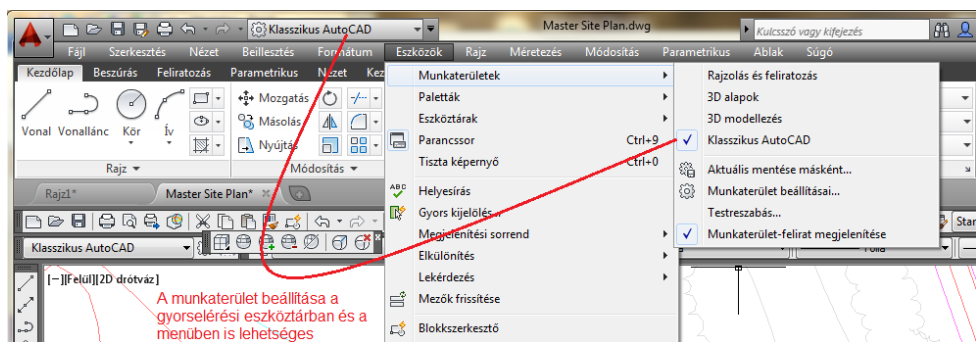 Klasszikus AutoCAD
Master Site Plan.dwg
Kulcsszó vagy kifejezés
Fájl Szerkesztés Nézet Beillesztés Formátum Eszközök Rajz Méretezés Módosítás Parametrikus Ablak Súgó
Kezdőlap Beszúrás Feliratozás Parametrikus Nézet Kez
Vonal Vonallánc Kör Ív
Mozgatás
Másolás
Nyújtás
Rajz
Módosítás
Rajz1*
Master Site Plan*
Klasszikus AutoCAD
Munkaterületek
Paletták
Eszköztárak
Parancssor Ctrl+9
Tiszta képernyő Ctrl+0
Helyesírás
Gyors kijelölés...
Megjelenítési sorrend
Elkülönítés
Lekérdezés
Mezők frissítése
Blokkszerkesztő
Rajzolás és feliratozás
3D alapok
3D modellezés
Klasszikus AutoCAD
Aktuális mentése másként...
Munkaterület beállításai...
Testreszabás...
Munkaterület-felirat megjelenítése
Stan
[−][Felül][2D drótváz]
A munkaterület beállítása a
gyorselérési eszköztárban és a
menüben is lehetséges